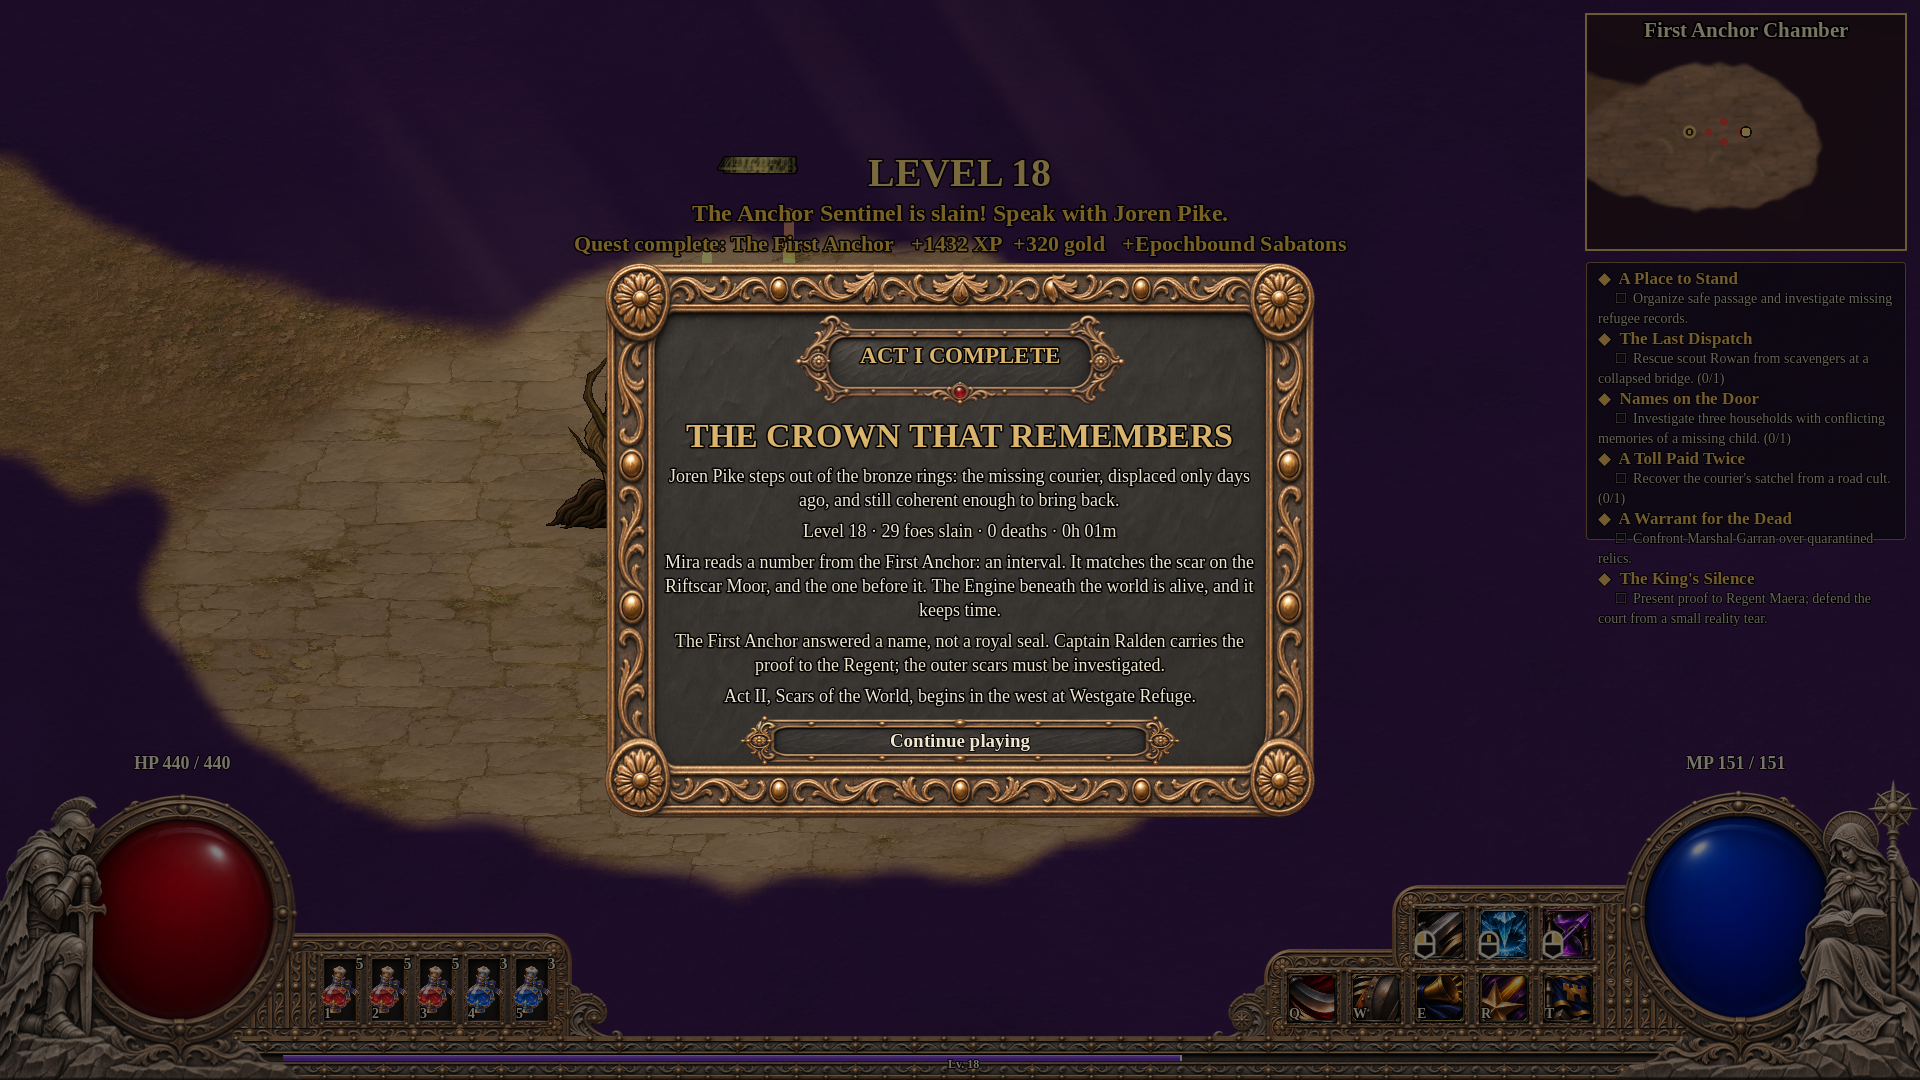 First Anchor Chamber
LEVEL 18
The Anchor Sentinel is slain! Speak with Joren Pike.
Quest complete: The First Anchor +1432 XP +320 gold +Epochbound Sabatons
ACT I COMPLETE
THE CROWN THAT REMEMBERS
Joren Pike steps out of the bronze rings: the missing courier, displaced only days
ago, and still coherent enough to bring back.
Level 18 · 29 foes slain · 0 deaths · 0h 01m
Mira reads a number from the First Anchor: an interval. It matches the scar on the
Riftscar Moor, and the one before it. The Engine beneath the world is alive, and it
keeps time.
The First Anchor answered a name, not a royal seal. Captain Ralden carries the
proof to the Regent; the outer scars must be investigated.
Act II, Scars of the World, begins in the west at Westgate Refuge.
Continue playing
◆ A Place to Stand
☐ Organize safe passage and investigate missing
refugee records.
◆ The Last Dispatch
☐ Rescue scout Rowan from scavengers at a
collapsed bridge. (0/1)
◆ Names on the Door
☐ Investigate three households with conflicting
memories of a missing child. (0/1)
◆ A Toll Paid Twice
☐ Recover the courier's satchel from a road cult.
(0/1)
◆ A Warrant for the Dead
☐ Confront Marshal Garran over quarantined
relics.
◆ The King's Silence
☐ Present proof to Regent Maera; defend the
court from a small reality tear.
HP 440 / 440
MP 151 / 151
5 5 5 3 3
1 2 3 4 5
Q W E R T
Lv. 18